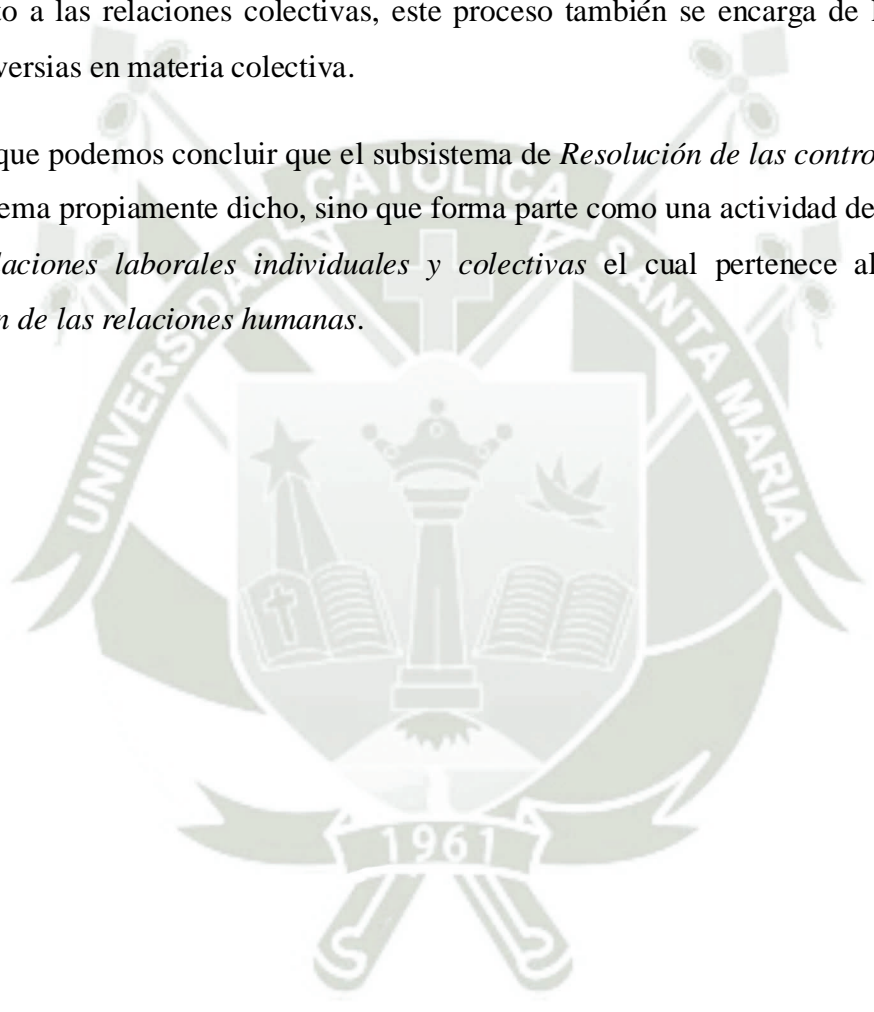 to a las relaciones colectivas, este proceso también se encarga de
versias en materia colectiva.
que podemos concluir que el subsistema de Resolución de las contro
ema propiamente dicho, sino que forma parte como una actividad de
laciones laborales individuales y colectivas el cual pertenece al
n de las relaciones humanas.
UNIVERSIDAD CATOLICA SANTA MARIA
1961